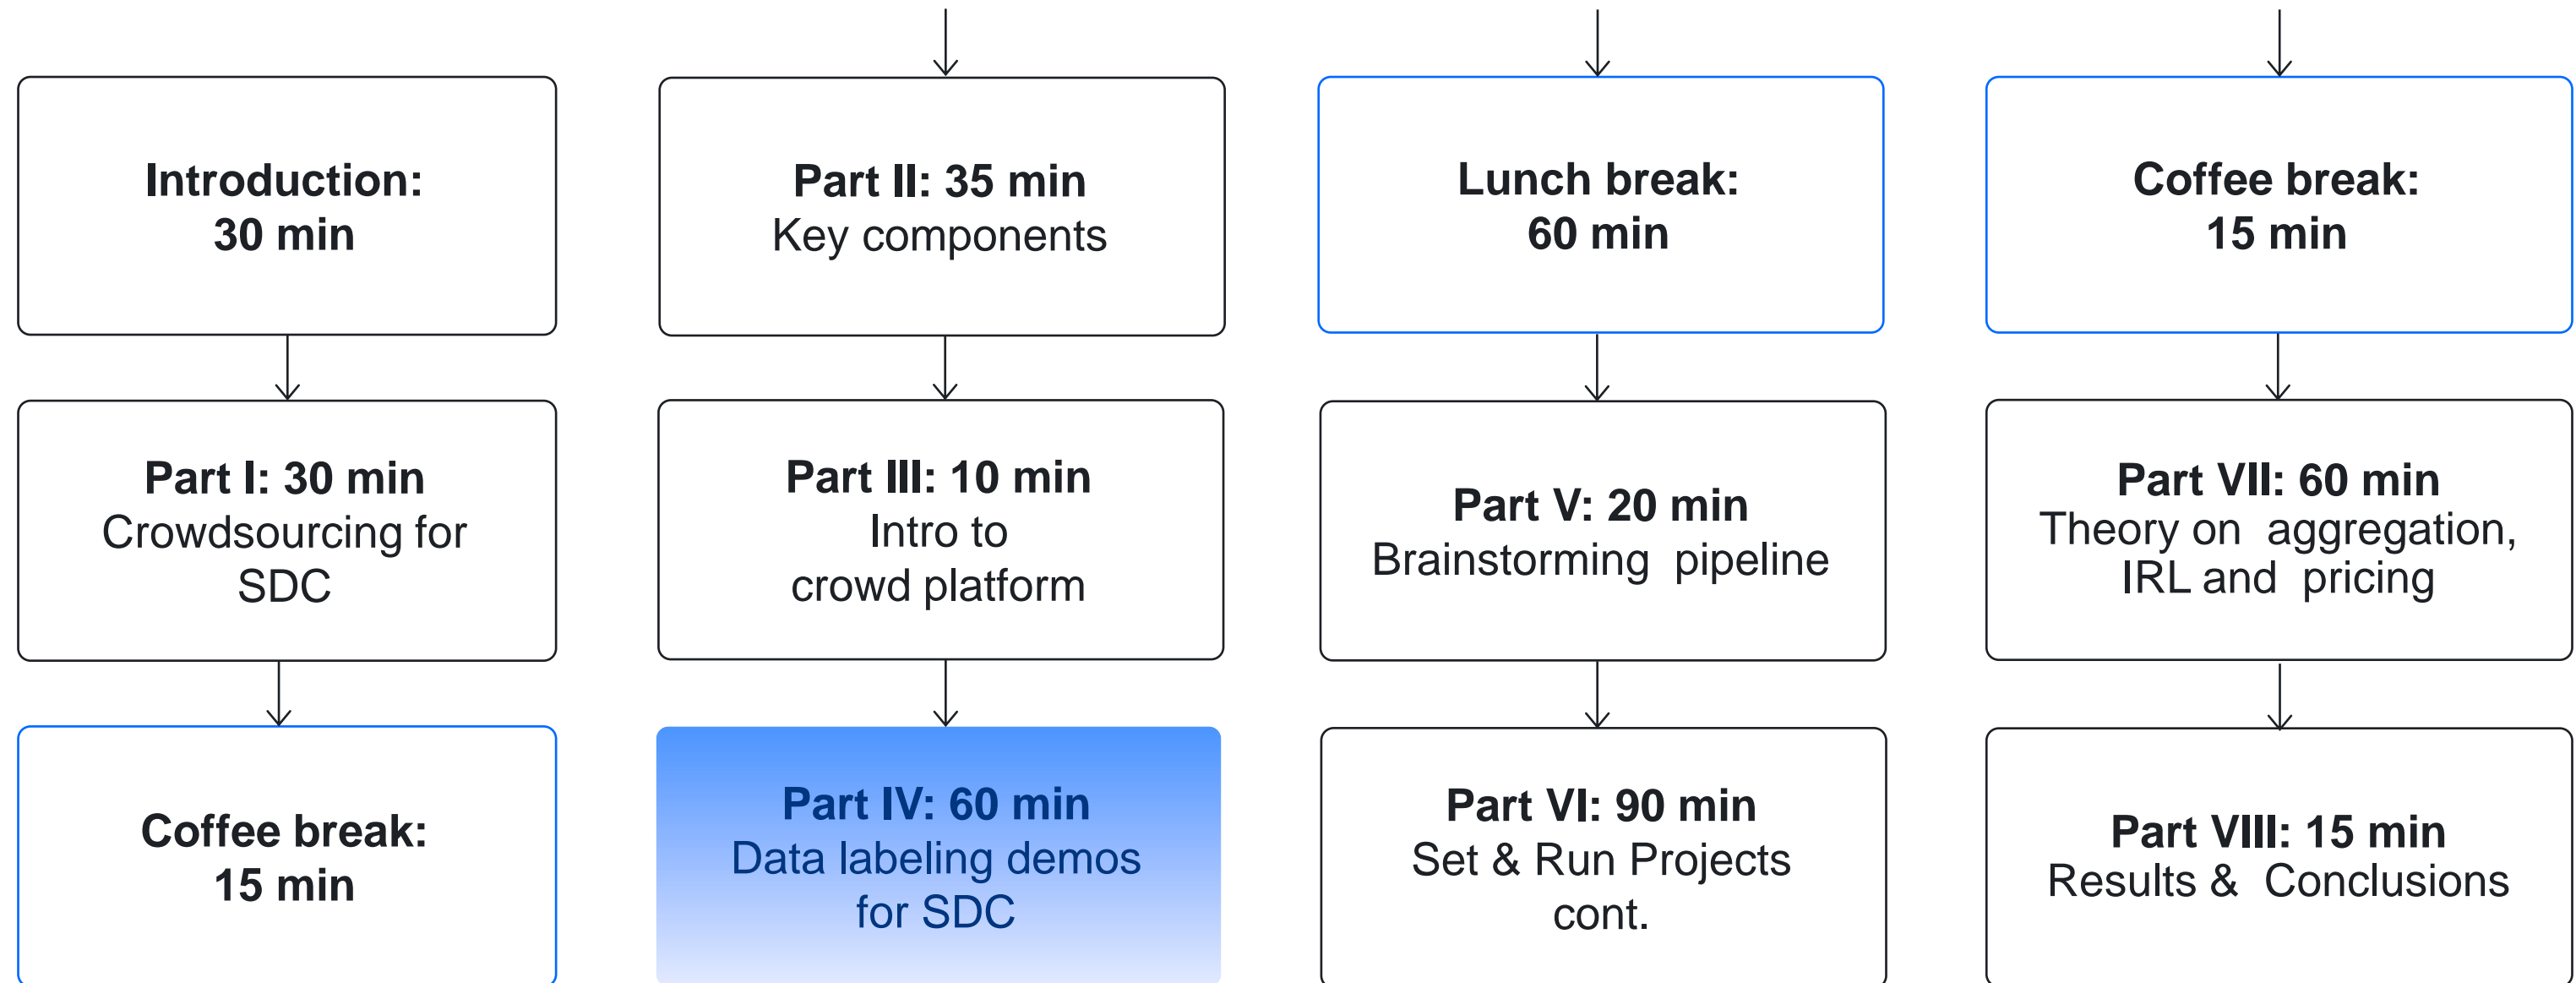 Introduction:
30 min
Part I: 30 min
Crowdsourcing for
SDC
Coffee break:
15 min
Part II: 35 min
Key components
Part III: 10 min
Intro to
crowd platform
Part IV: 60 min
Data labeling demos
for SDC
Lunch break:
60 min
Part V: 20 min
Brainstorming pipeline
Part VI: 90 min
Set & Run Projects
cont.
Coffee break:
15 min
Part VII: 60 min
Theory on aggregation,
IRL and pricing
Part VIII: 15 min
Results & Conclusions